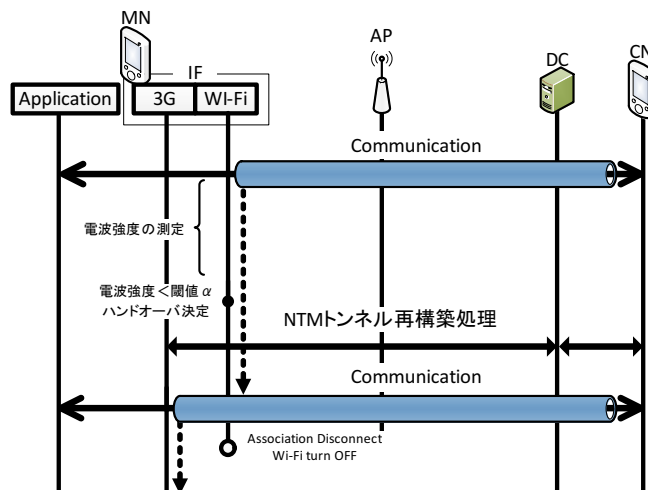 MN
IF
AP
DC
CN
Application
3G
WI-Fi
Communication
電波強度の測定
電波強度＜閾値α
ハンドオーバ決定
NTMトンネル再構築処理
Communication
Association Disconnect
Wi-Fi turn OFF